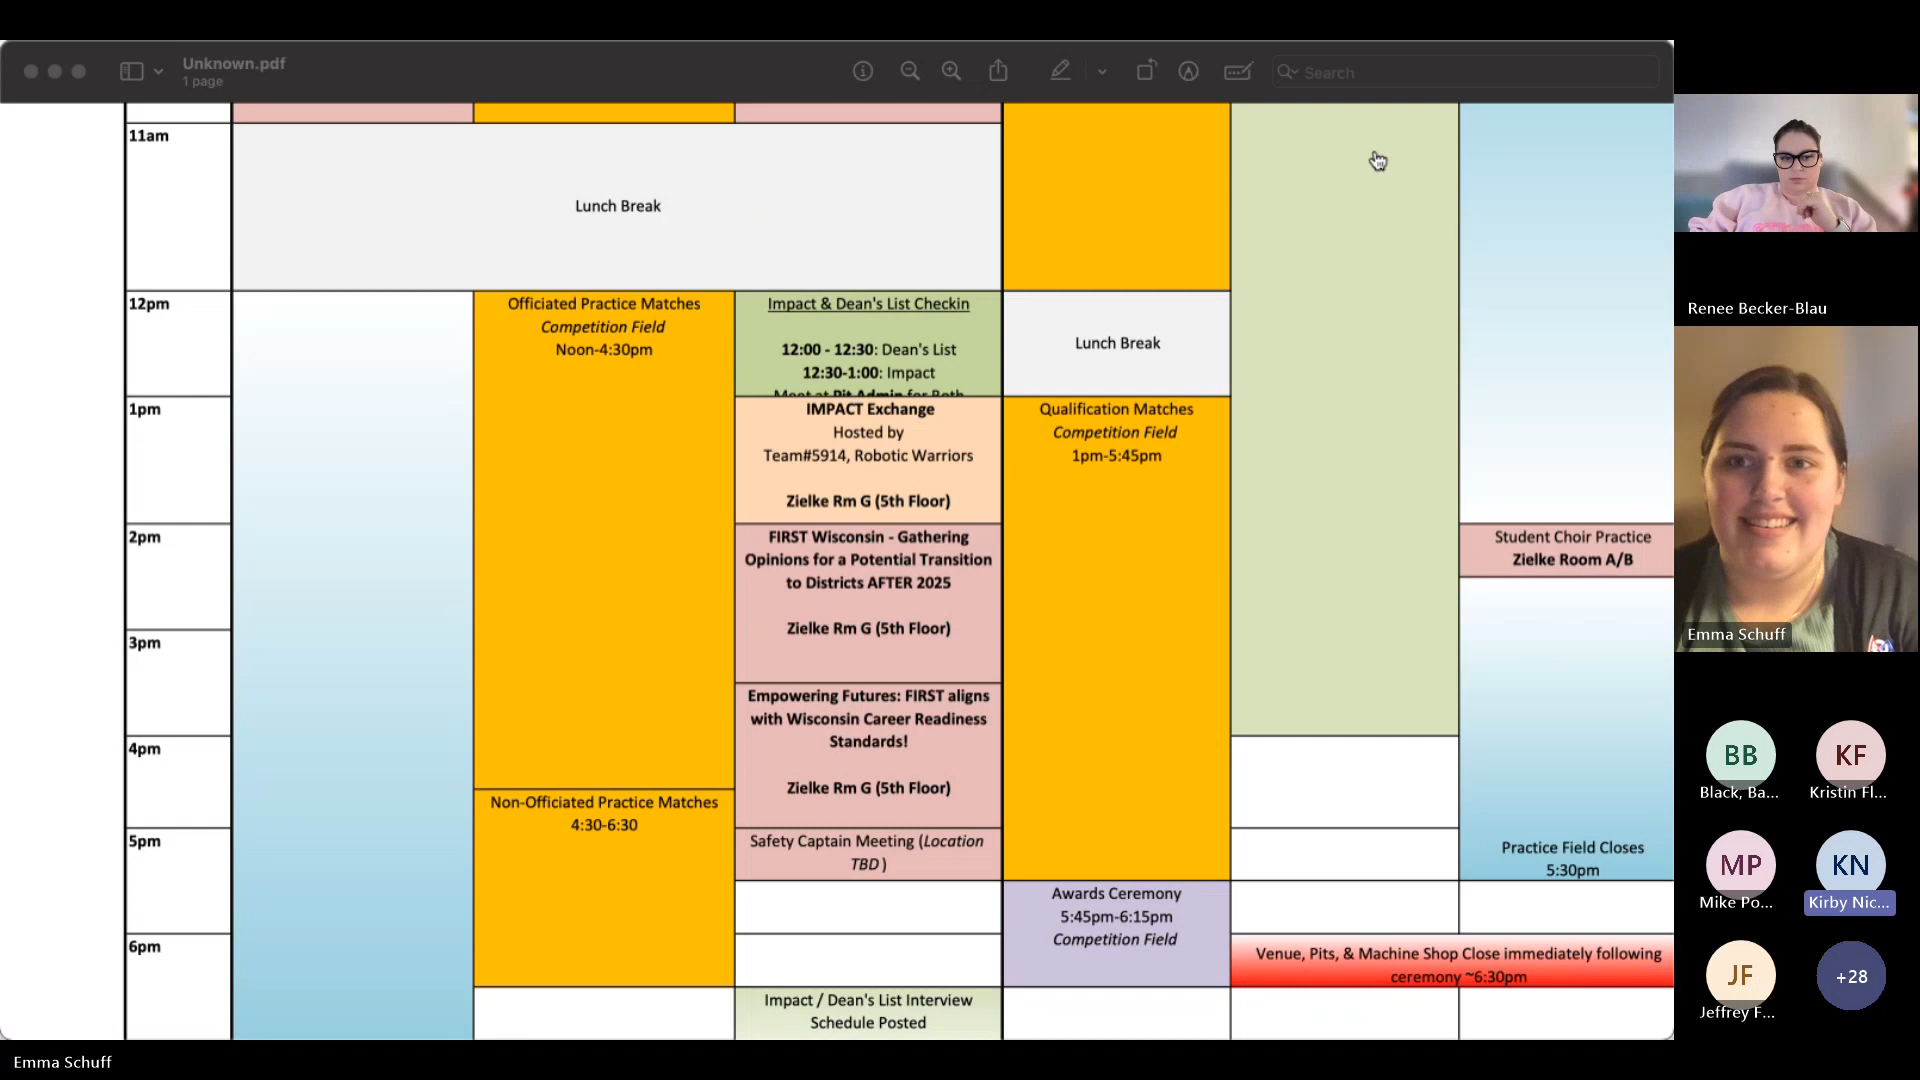 Unknown.pdf
1 page
Search
11am
Lunch Break
12pm
Officiated Practice Matches
Competition Field
Noon-4:30pm
Impact & Dean's List Checkin
12:00 - 12:30: Dean's List
12:30-1:00: Impact
Meet at Pit Admin for Both
Lunch Break
1pm
IMPACT Exchange
Hosted by
Team#5914, Robotic Warriors
Zielke Rm G (5th Floor)
Qualification Matches
Competition Field
1pm-5:45pm
2pm
FIRST Wisconsin - Gathering
Opinions for a Potential Transition
to Districts AFTER 2025
Zielke Rm G (5th Floor)
Student Choir Practice
Zielke Room A/B
3pm
Empowering Futures: FIRST aligns
with Wisconsin Career Readiness
Standards!
Zielke Rm G (5th Floor)
4pm
Non-Officiated Practice Matches
4:30-6:30
5pm
Safety Captain Meeting (Location
TBD )
Practice Field Closes
5:30pm
Awards Ceremony
5:45pm-6:15pm
Competition Field
6pm
Venue, Pits, & Machine Shop Close immediately following
ceremony ~6:30pm
Impact / Dean's List Interview
Schedule Posted
Renee Becker-Blau
Emma Schuff
BB
Black, Ba...
KF
Kristin Fl...
MP
Mike Po...
KN
Kirby Nic...
JF
Jeffrey F...
+28
Emma Schuff